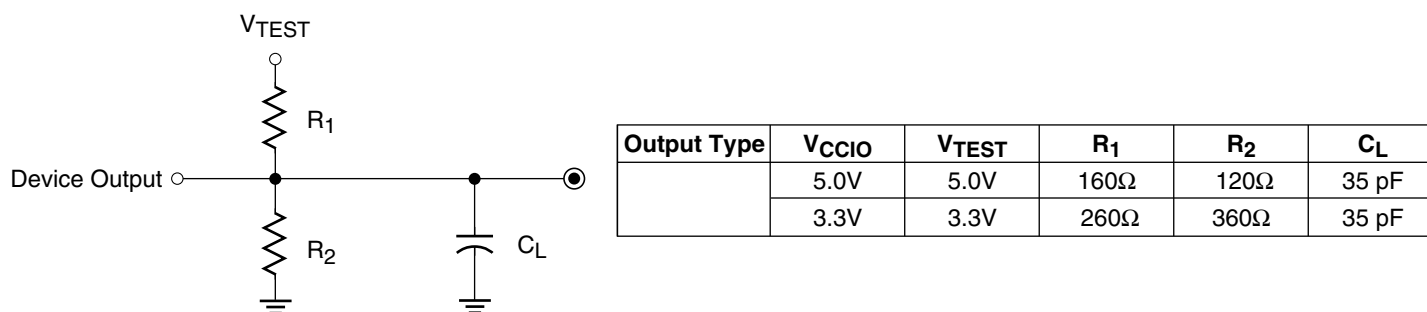 VTEST
R1
Device Output
R2
CL
Output Type VCCIO VTEST R1 R2 CL
5.0V 5.0V 160Ω 120Ω 35 pF
3.3V 3.3V 260Ω 360Ω 35 pF